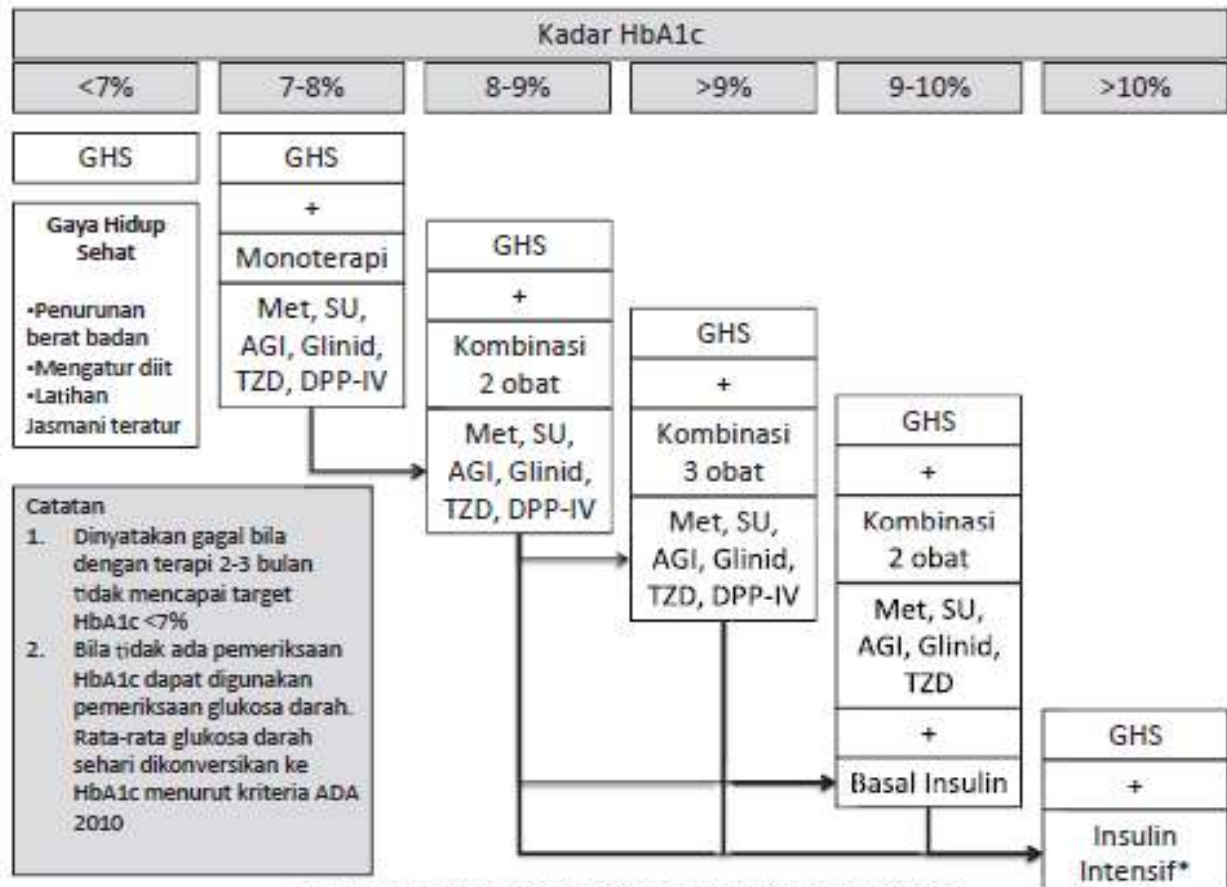 Kadar HbA1c
<7%
7-8%
8-9%
>9%
9-10%
>10%
GHS
Gaya Hidup
Sehat
•Penurunan
berat badan
•Mengatur diit
•Latihan
Jasmani teratur
GHS
+
Monoterapi
Met, SU,
AGI, Glinid,
TZD, DPP-IV
GHS
+
Kombinasi
2 obat
Met, SU,
AGI, Glinid,
TZD, DPP-IV
GHS
+
Kombinasi
3 obat
Met, SU,
AGI, Glinid,
TZD, DPP-IV
GHS
+
Kombinasi
2 obat
Met, SU,
AGI, Glinid,
TZD
+
Basal Insulin
GHS
+
Insulin
Intensif*
Catatan
1. Dinyatakan gagal bila
dengan terapi 2-3 bulan
tidak mencapai target
HbA1c <7%
2. Bila tidak ada pemeriksaan
HbA1c dapat digunakan
pemeriksaan glukosa darah.
Rata-rata glukosa darah
sehari dikonversikan ke
HbA1c menurut kriteria ADA
2010